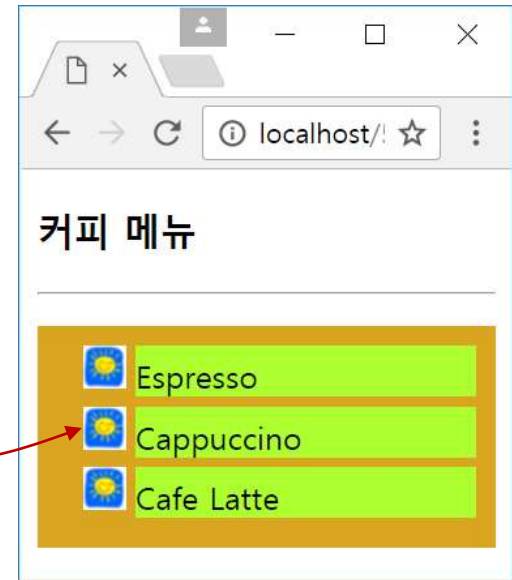 localhost/!
커피 메뉴
Espresso
Cappuccino
Cafe Latte